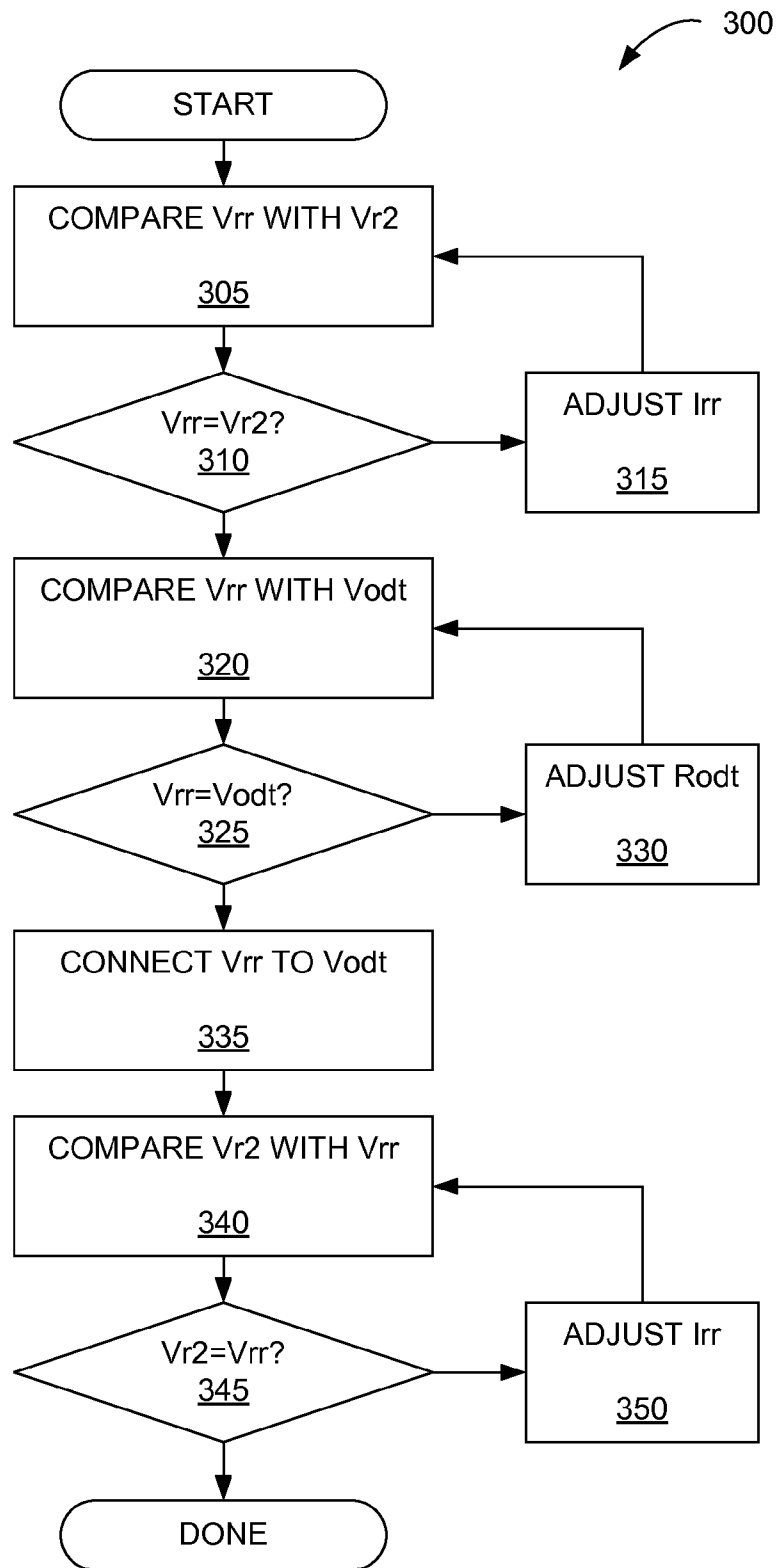 300
START
COMPARE Vrr WITH Vr2
305
Vrr=Vr2?
310
ADJUST Irr
315
COMPARE Vrr WITH Vodt
320
Vrr=Vodt?
325
ADJUST Rodt
330
CONNECT Vrr TO Vodt
335
COMPARE Vr2 WITH Vrr
340
Vr2=Vrr?
345
ADJUST Irr
350
DONE